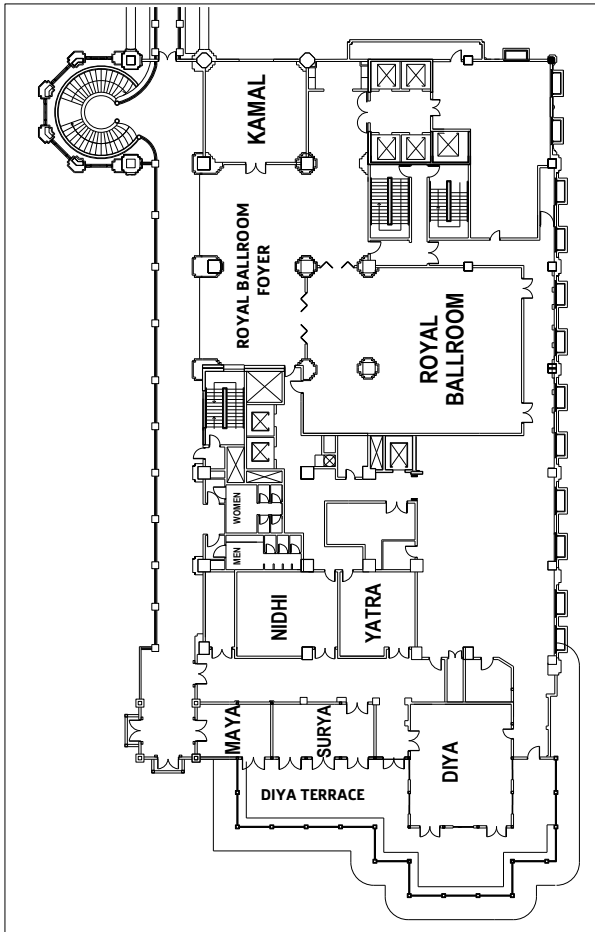 KAMAL
ROYAL BALLROOM
FOYER
ROYAL
BALLROOM
WOMEN
MEN
NIDHI
YATRA
MAYA
SURYA
DIYA
DIYA TERRACE